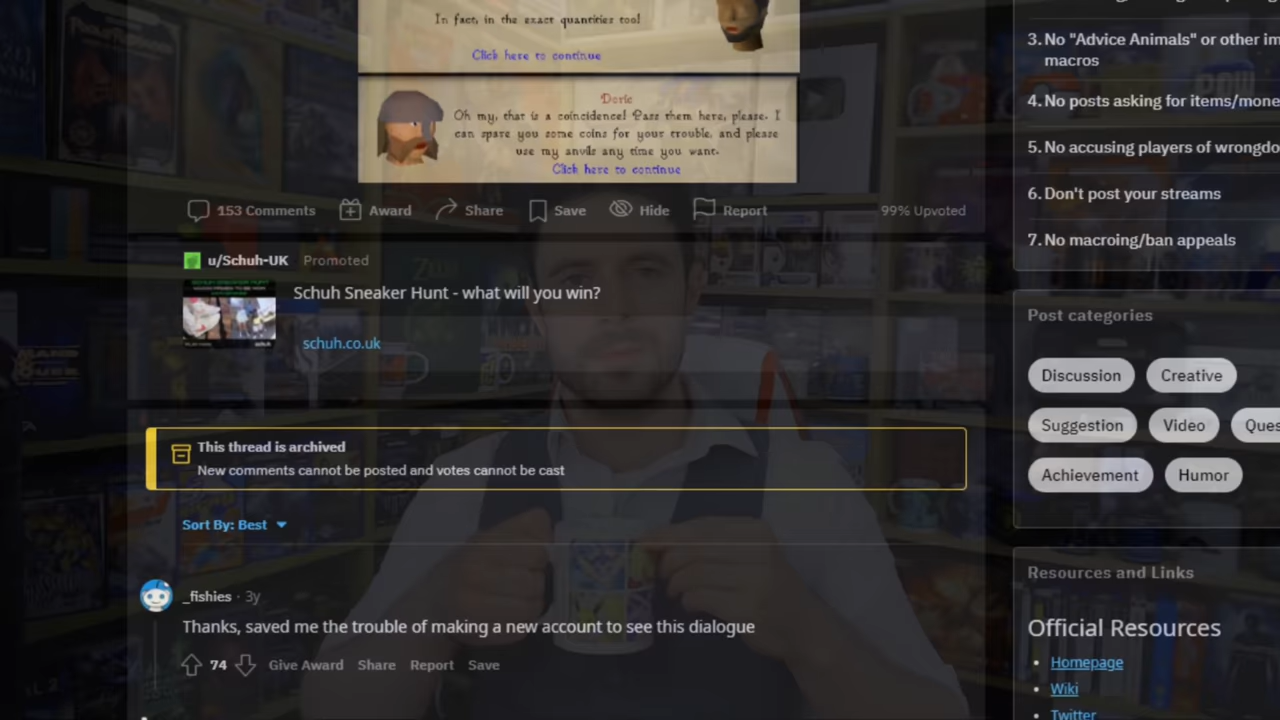 In fact, in the exact quantities too!
Click here to continue
Doric
Oh my, that is a coincidence! Pass them here, please. I
can spare you some coins for your trouble, and please
use my anvils any time you want.
Click here to continue
153 Comments Award Share Save Hide Report 99% Upvoted
u/Schuh-UK Promoted
Schuh Sneaker Hunt - what will you win?
schuh.co.uk
This thread is archived
New comments cannot be posted and votes cannot be cast
Sort By: Best
_fishies · 3y
Thanks, saved me the trouble of making a new account to see this dialogue
74 Give Award Share Report Save
3. No "Advice Animals" or other im
macros
4. No posts asking for items/mone
5. No accusing players of wrongdo
6. Don't post your streams
7. No macroing/ban appeals
Post categories
Discussion Creative
Suggestion Video Ques
Achievement Humor
Resources and Links
Official Resources
• Homepage
• Wiki
• Twitter